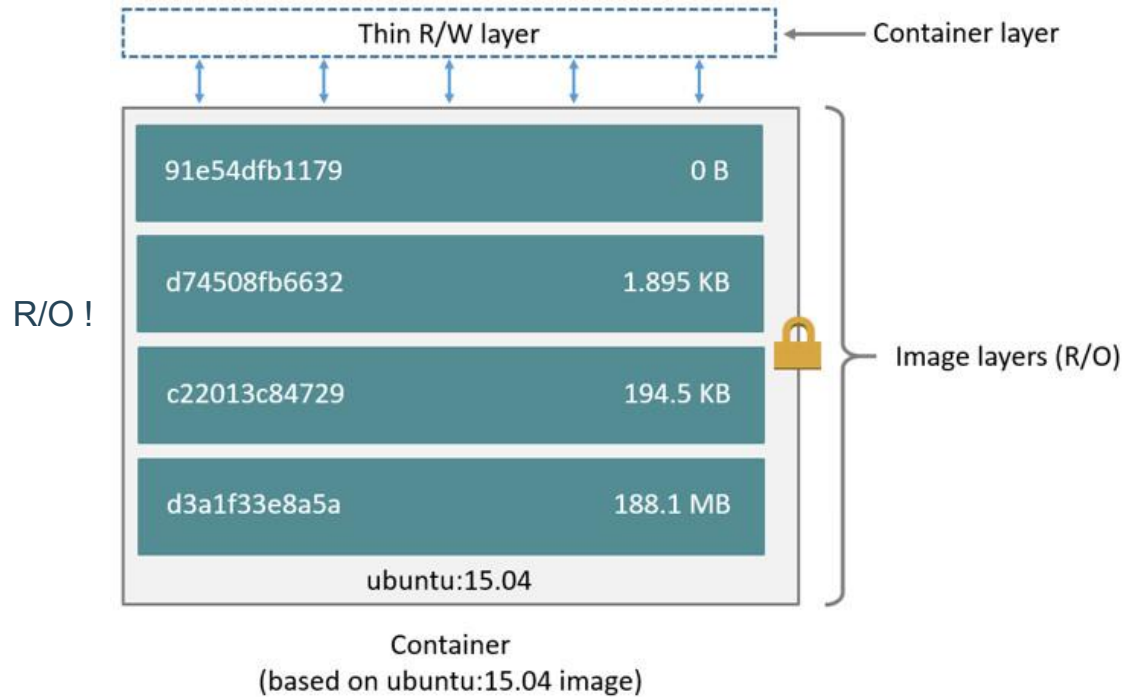 Thin R/W layer
Container layer
91e54dfb1179 0 B
d74508fb6632 1.895 KB
R/O !
Image layers (R/O)
c22013c84729 194.5 KB
d3a1f33e8a5a 188.1 MB
ubuntu:15.04
Container
(based on ubuntu:15.04 image)